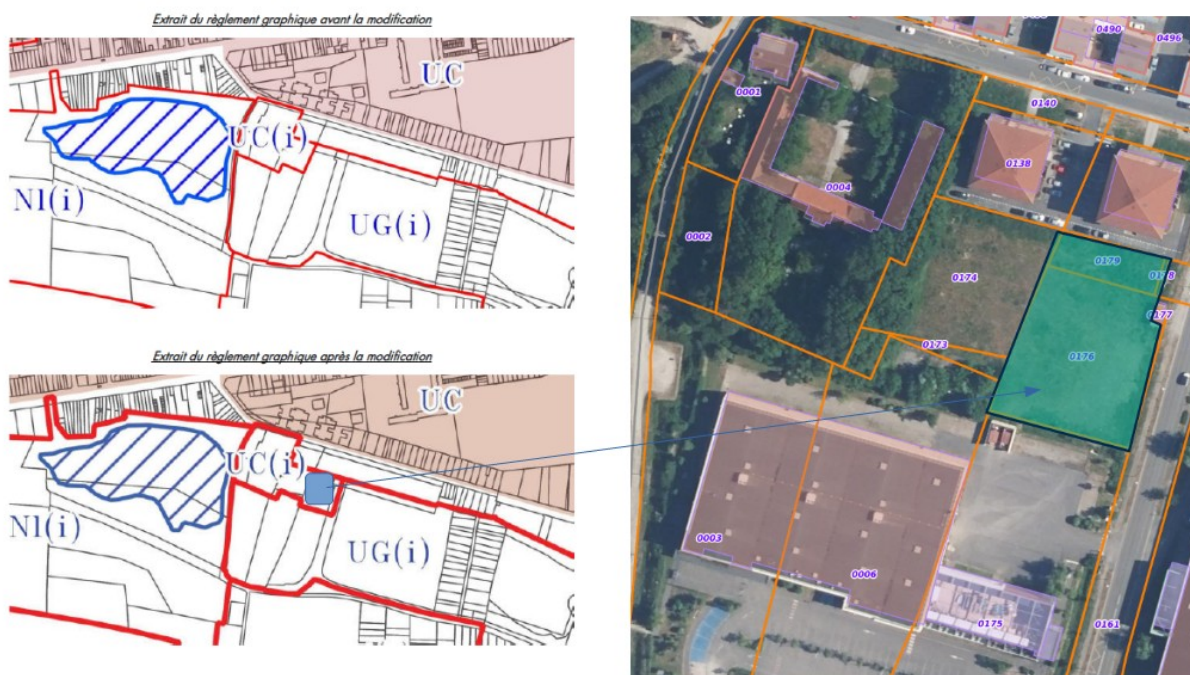 Extrait du règlement graphique avant la modification
UC
UC(i)
Nl(i)
UG(i)
Extrait du règlement graphique après la modification
UC
UC(i)
Nl(i)
UG(i)
0490
0496
0001
0140
0138
0004
0002
0179
0178
0174
0177
0173
0176
0003
0006
0175
0161